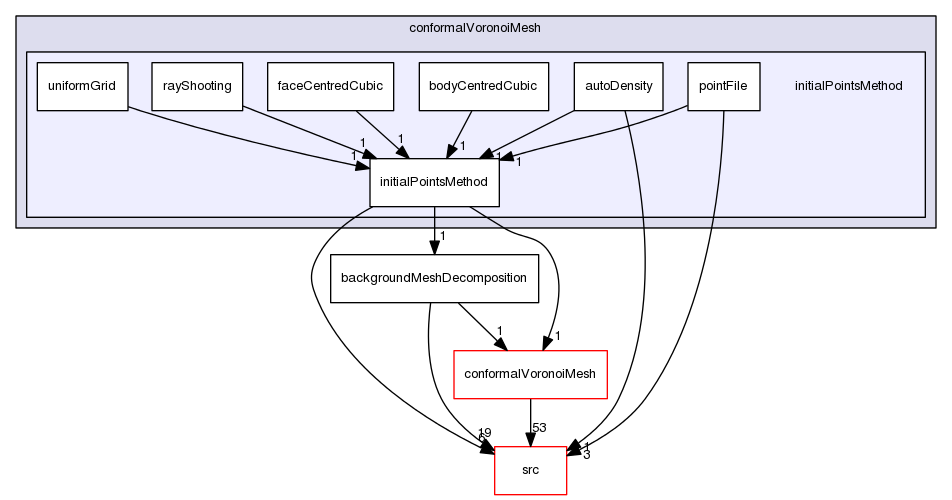 conformalVoronoiMesh
uniformGrid
rayShooting
faceCentredCubic
bodyCentredCubic
autoDensity
pointFile
initialPointsMethod
1
1
1
1
1
1
initialPointsMethod
1
backgroundMeshDecomposition
1
1
conformalVoronoiMesh
19
53
1
3
src